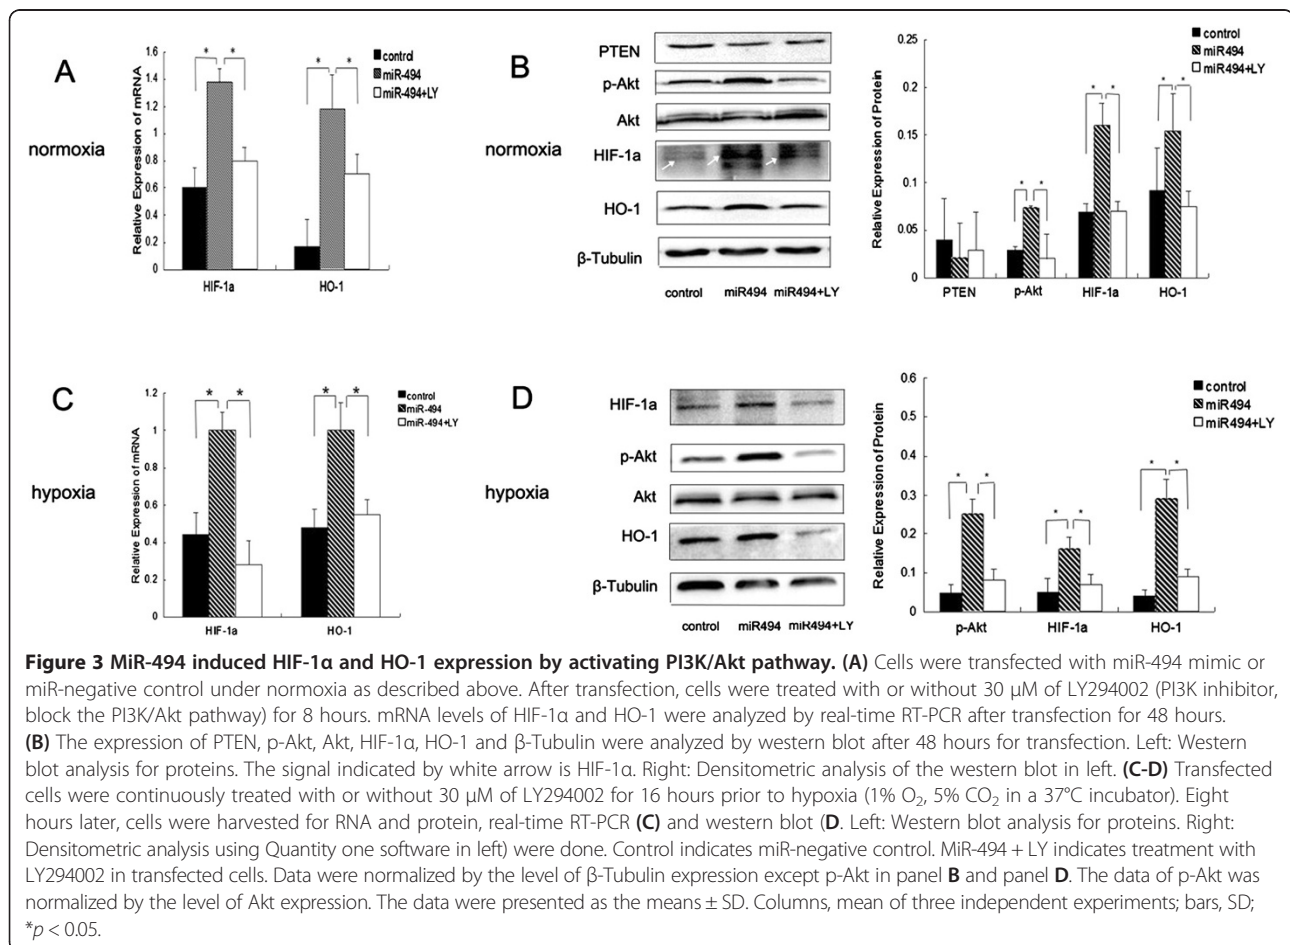 A
normoxia
Relative Expression of mRNA
1.6
1.4
1.2
1
0.8
0.6
0.4
0.2
0
* *
* *
control
miR-494
miR-494+LY
HIF-1a
HO-1
B
normoxia
PTEN
p-Akt
Akt
HIF-1a
HO-1
β-Tubulin
control miR494 miR494+LY
Relative Expression of Protein
0.25
0.2
0.15
0.1
0.05
0
* *
* *
* *
control
miR494
miR494+LY
PTEN
p-Akt
HIF-1a
HO-1
C
hypoxia
Relative Expression of mRNA
1.2
1
0.8
0.6
0.4
0.2
0
* *
* *
control
miR-494
miR-494+LY
HIF-1a
HO-1
D
hypoxia
HIF-1a
p-Akt
Akt
HO-1
β-Tubulin
control miR494 miR494+LY
Relative Expression of Protein
0.6
0.5
0.4
0.3
0.2
0.1
0
* *
* *
* *
control
miR494
miR494+LY
p-Akt
HIF-1a
HO-1
Figure 3 MiR-494 induced HIF-1α and HO-1 expression by activating PI3K/Akt pathway. (A) Cells were transfected with miR-494 mimic or
miR-negative control under normoxia as described above. After transfection, cells were treated with or without 30 μM of LY294002 (PI3K inhibitor,
block the PI3K/Akt pathway) for 8 hours. mRNA levels of HIF-1α and HO-1 were analyzed by real-time RT-PCR after transfection for 48 hours.
(B) The expression of PTEN, p-Akt, Akt, HIF-1α, HO-1 and β-Tubulin were analyzed by western blot after 48 hours for transfection. Left: Western
blot analysis for proteins. The signal indicated by white arrow is HIF-1α. Right: Densitometric analysis of the western blot in left. (C-D) Transfected
cells were continuously treated with or without 30 μM of LY294002 for 16 hours prior to hypoxia (1% O₂, 5% CO₂ in a 37°C incubator). Eight
hours later, cells were harvested for RNA and protein, real-time RT-PCR (C) and western blot (D. Left: Western blot analysis for proteins. Right:
Densitometric analysis using Quantity one software in left) were done. Control indicates miR-negative control. MiR-494 + LY indicates treatment with
LY294002 in transfected cells. Data were normalized by the level of β-Tubulin expression except p-Akt in panel B and panel D. The data of p-Akt was
normalized by the level of Akt expression. The data were presented as the means ± SD. Columns, mean of three independent experiments; bars, SD;
*p < 0.05.